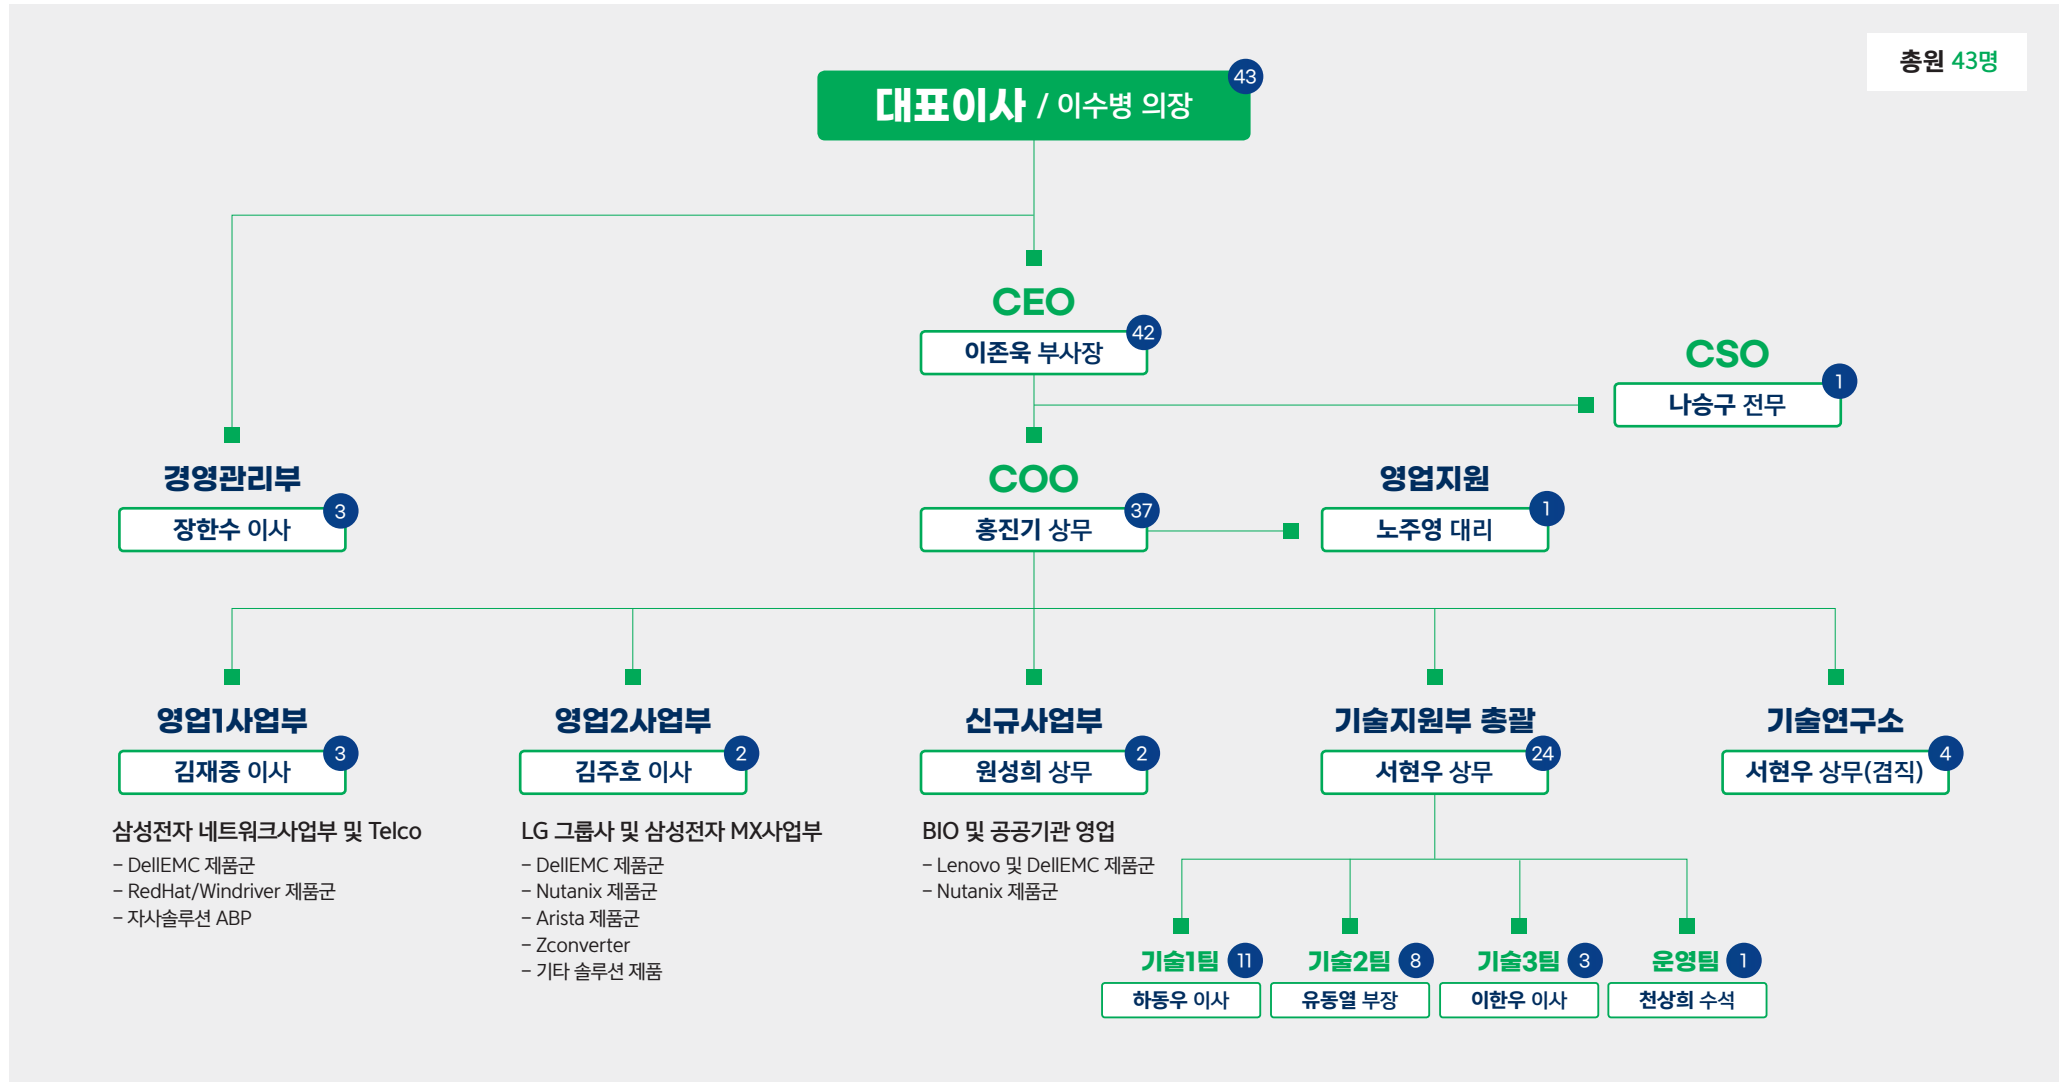 총원 43명
43
대표이사 / 이수병 의장
CEO
42
이존욱 부사장
CSO
1
나승구 전무
경영관리부
3
장한수 이사
COO
37
홍진기 상무
영업지원
1
노주영 대리
영업1사업부
3
김재중 이사
삼성전자 네트워크사업부 및 Telco
– DellEMC 제품군
– RedHat/Windriver 제품군
– 자사솔루션 ABP
영업2사업부
2
김주호 이사
LG 그룹사 및 삼성전자 MX사업부
– DellEMC 제품군
– Nutanix 제품군
– Arista 제품군
– Zconverter
– 기타 솔루션 제품
신규사업부
2
원성희 상무
BIO 및 공공기관 영업
– Lenovo 및 DellEMC 제품군
– Nutanix 제품군
기술지원부 총괄
24
서현우 상무
기술연구소
4
서현우 상무(겸직)
기술1팀 11
하동우 이사
기술2팀 8
유동열 부장
기술3팀 3
이한우 이사
운영팀 1
천상희 수석